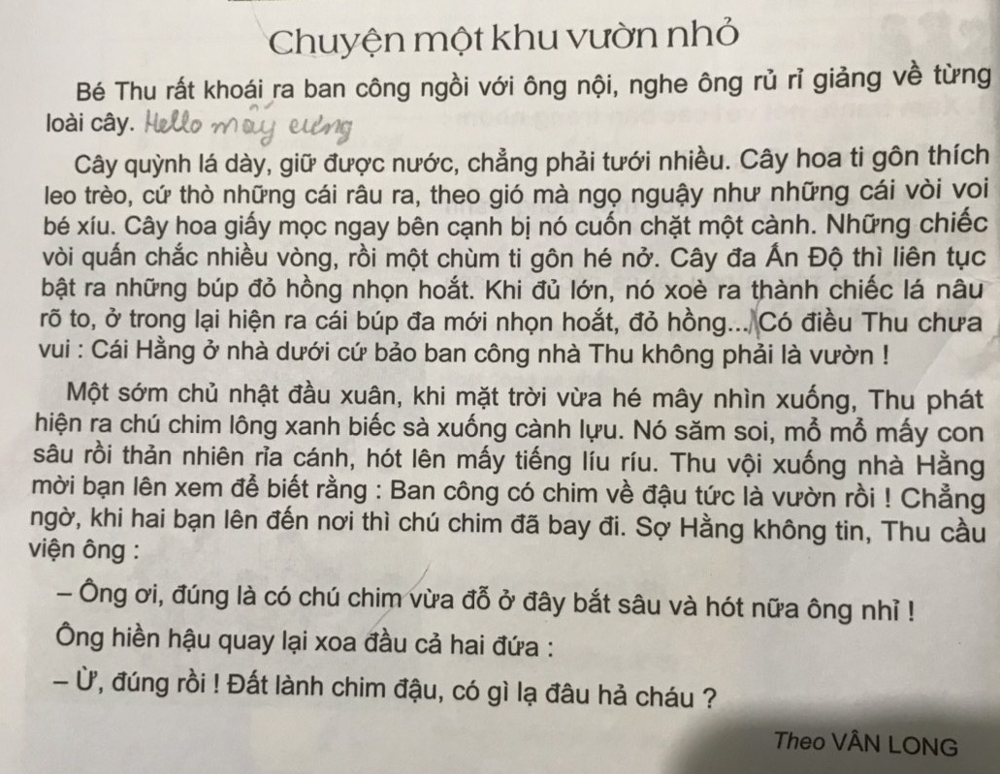 Chuyện một khu vườn nhỏ
Bé Thu rất khoái ra ban công ngồi với ông nội, nghe ông rủ rỉ giảng về từng
loài cây. Hello mấy cưng
Cây quỳnh lá dày, giữ được nước, chẳng phải tưới nhiều. Cây hoa ti gôn thích
leo trèo, cứ thò những cái râu ra, theo gió mà ngọ nguậy như những cái vòi voi
bé xíu. Cây hoa giấy mọc ngay bên cạnh bị nó cuốn chặt một cành. Những chiếc
vòi quấn chắc nhiều vòng, rồi một chùm ti gôn hé nở. Cây đa Ấn Độ thì liên tục
bật ra những búp đỏ hồng nhọn hoắt. Khi đủ lớn, nó xoè ra thành chiếc lá nâu
rõ to, ở trong lại hiện ra cái búp đa mới nhọn hoắt, đỏ hồng... Có điều Thu chưa
vui : Cái Hằng ở nhà dưới cứ bảo ban công nhà Thu không phải là vườn !
Một sớm chủ nhật đầu xuân, khi mặt trời vừa hé mây nhìn xuống, Thu phát
hiện ra chú chim lông xanh biếc sà xuống cành lựu. Nó săm soi, mổ mổ mấy con
sâu rồi thản nhiên rỉa cánh, hót lên mấy tiếng líu ríu. Thu vội xuống nhà Hằng
mời bạn lên xem để biết rằng : Ban công có chim về đậu tức là vườn rồi ! Chẳng
ngờ, khi hai bạn lên đến nơi thì chú chim đã bay đi. Sợ Hằng không tin, Thu cầu
viện ông :
– Ông ơi, đúng là có chú chim vừa đỗ ở đây bắt sâu và hót nữa ông nhỉ !
Ông hiền hậu quay lại xoa đầu cả hai đứa :
– Ừ, đúng rồi ! Đất lành chim đậu, có gì lạ đâu hả cháu ?
Theo VÂN LONG